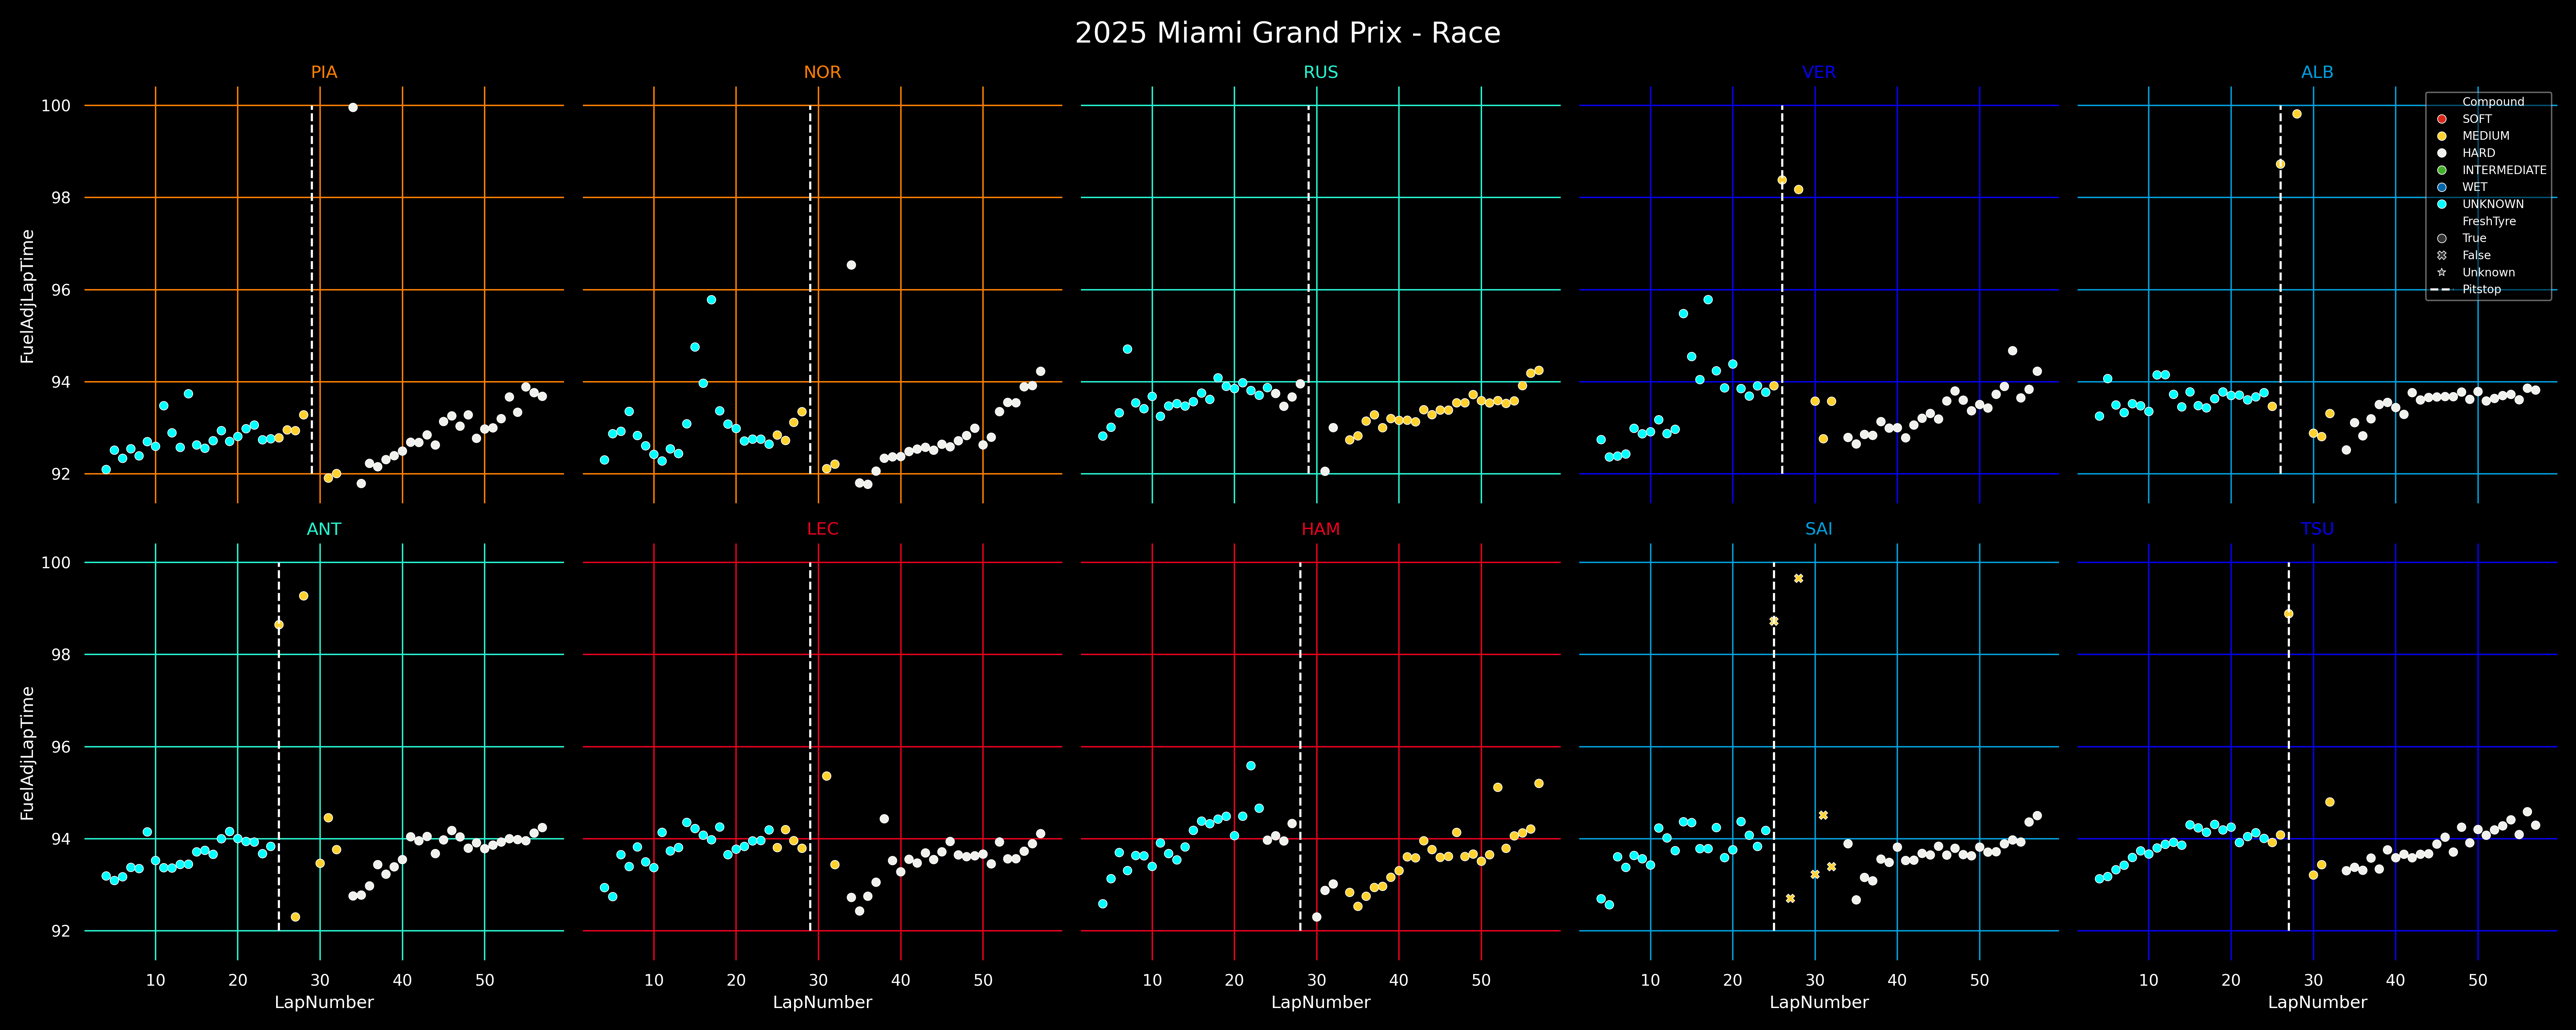 2025 Miami Grand Prix - Race
PIA
NOR
RUS
VER
ALB
100
98
96
94
92
FuelAdjLapTime
Compound
SOFT
MEDIUM
HARD
INTERMEDIATE
WET
UNKNOWN
FreshTyre
True
False
Unknown
Pitstop
ANT
LEC
HAM
SAI
TSU
100
98
96
94
92
FuelAdjLapTime
10 20 30 40 50
10 20 30 40 50
10 20 30 40 50
10 20 30 40 50
10 20 30 40 50
LapNumber
LapNumber
LapNumber
LapNumber
LapNumber